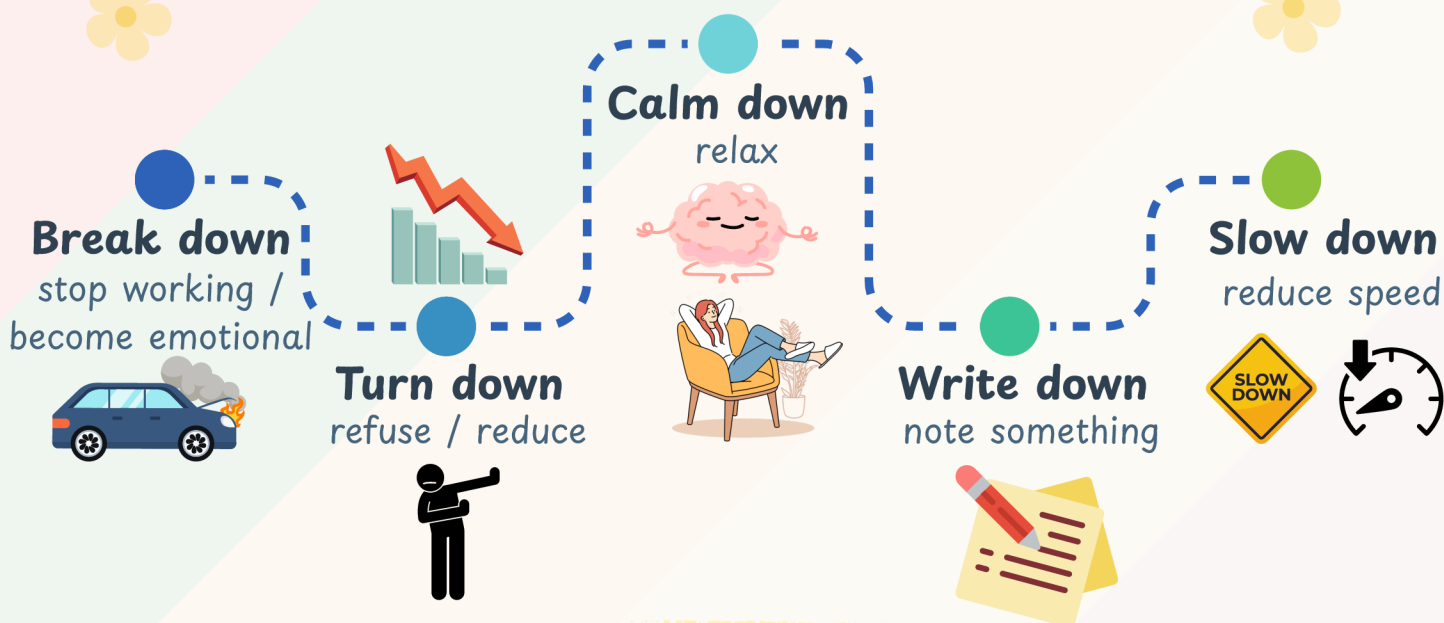 Break down
stop working /
become emotional
Turn down
refuse / reduce
Calm down
relax
Write down
note something
Slow down
reduce speed
SLOW
DOWN